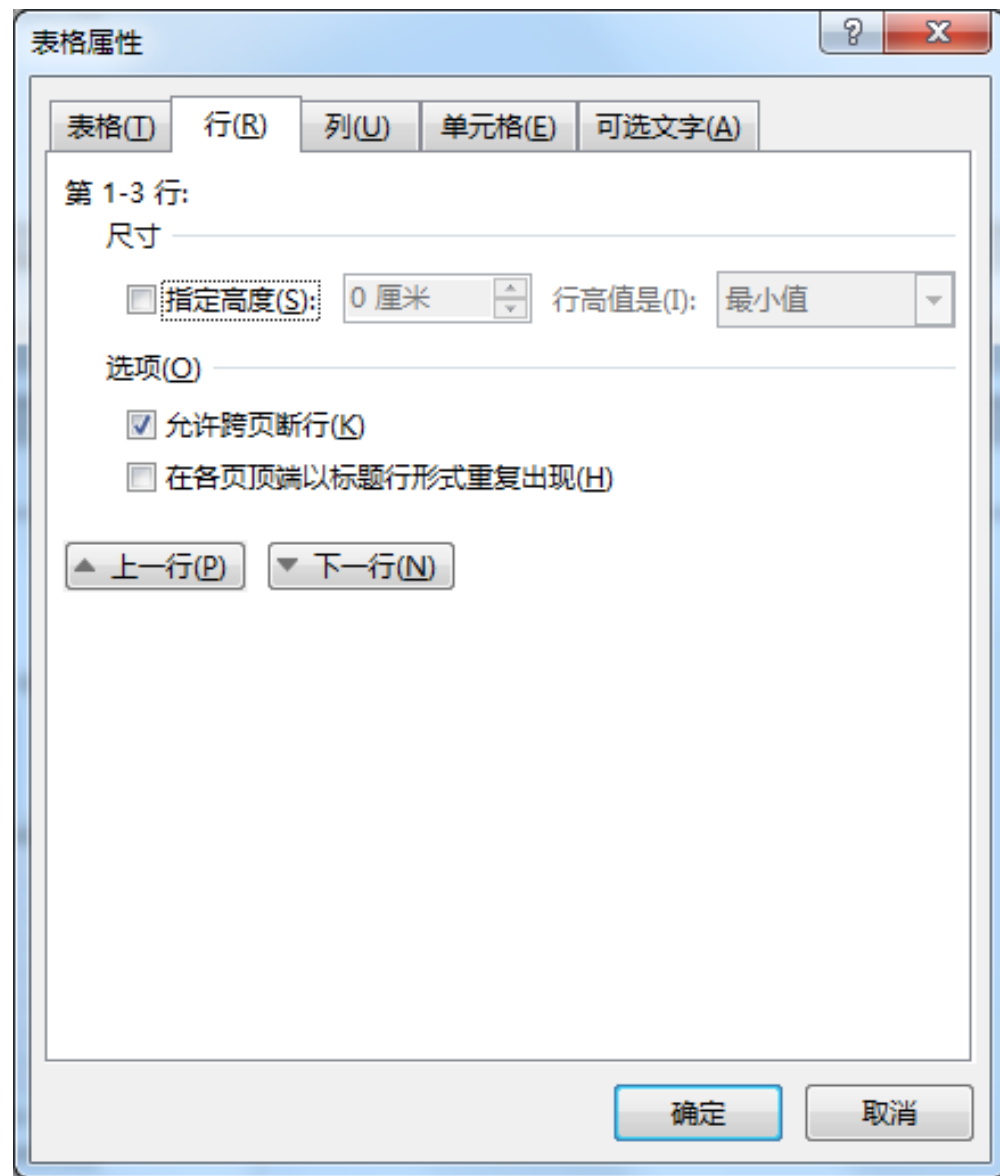 表格属性
表格(T) 行(R) 列(U) 单元格(E) 可选文字(A)
第 1-3 行:
尺寸
指定高度(S): 0 厘米 行高值是(I): 最小值
选项(O)
允许跨页断行(K)
在各页顶端以标题行形式重复出现(H)
上一行(P) 下一行(N)
确定 取消